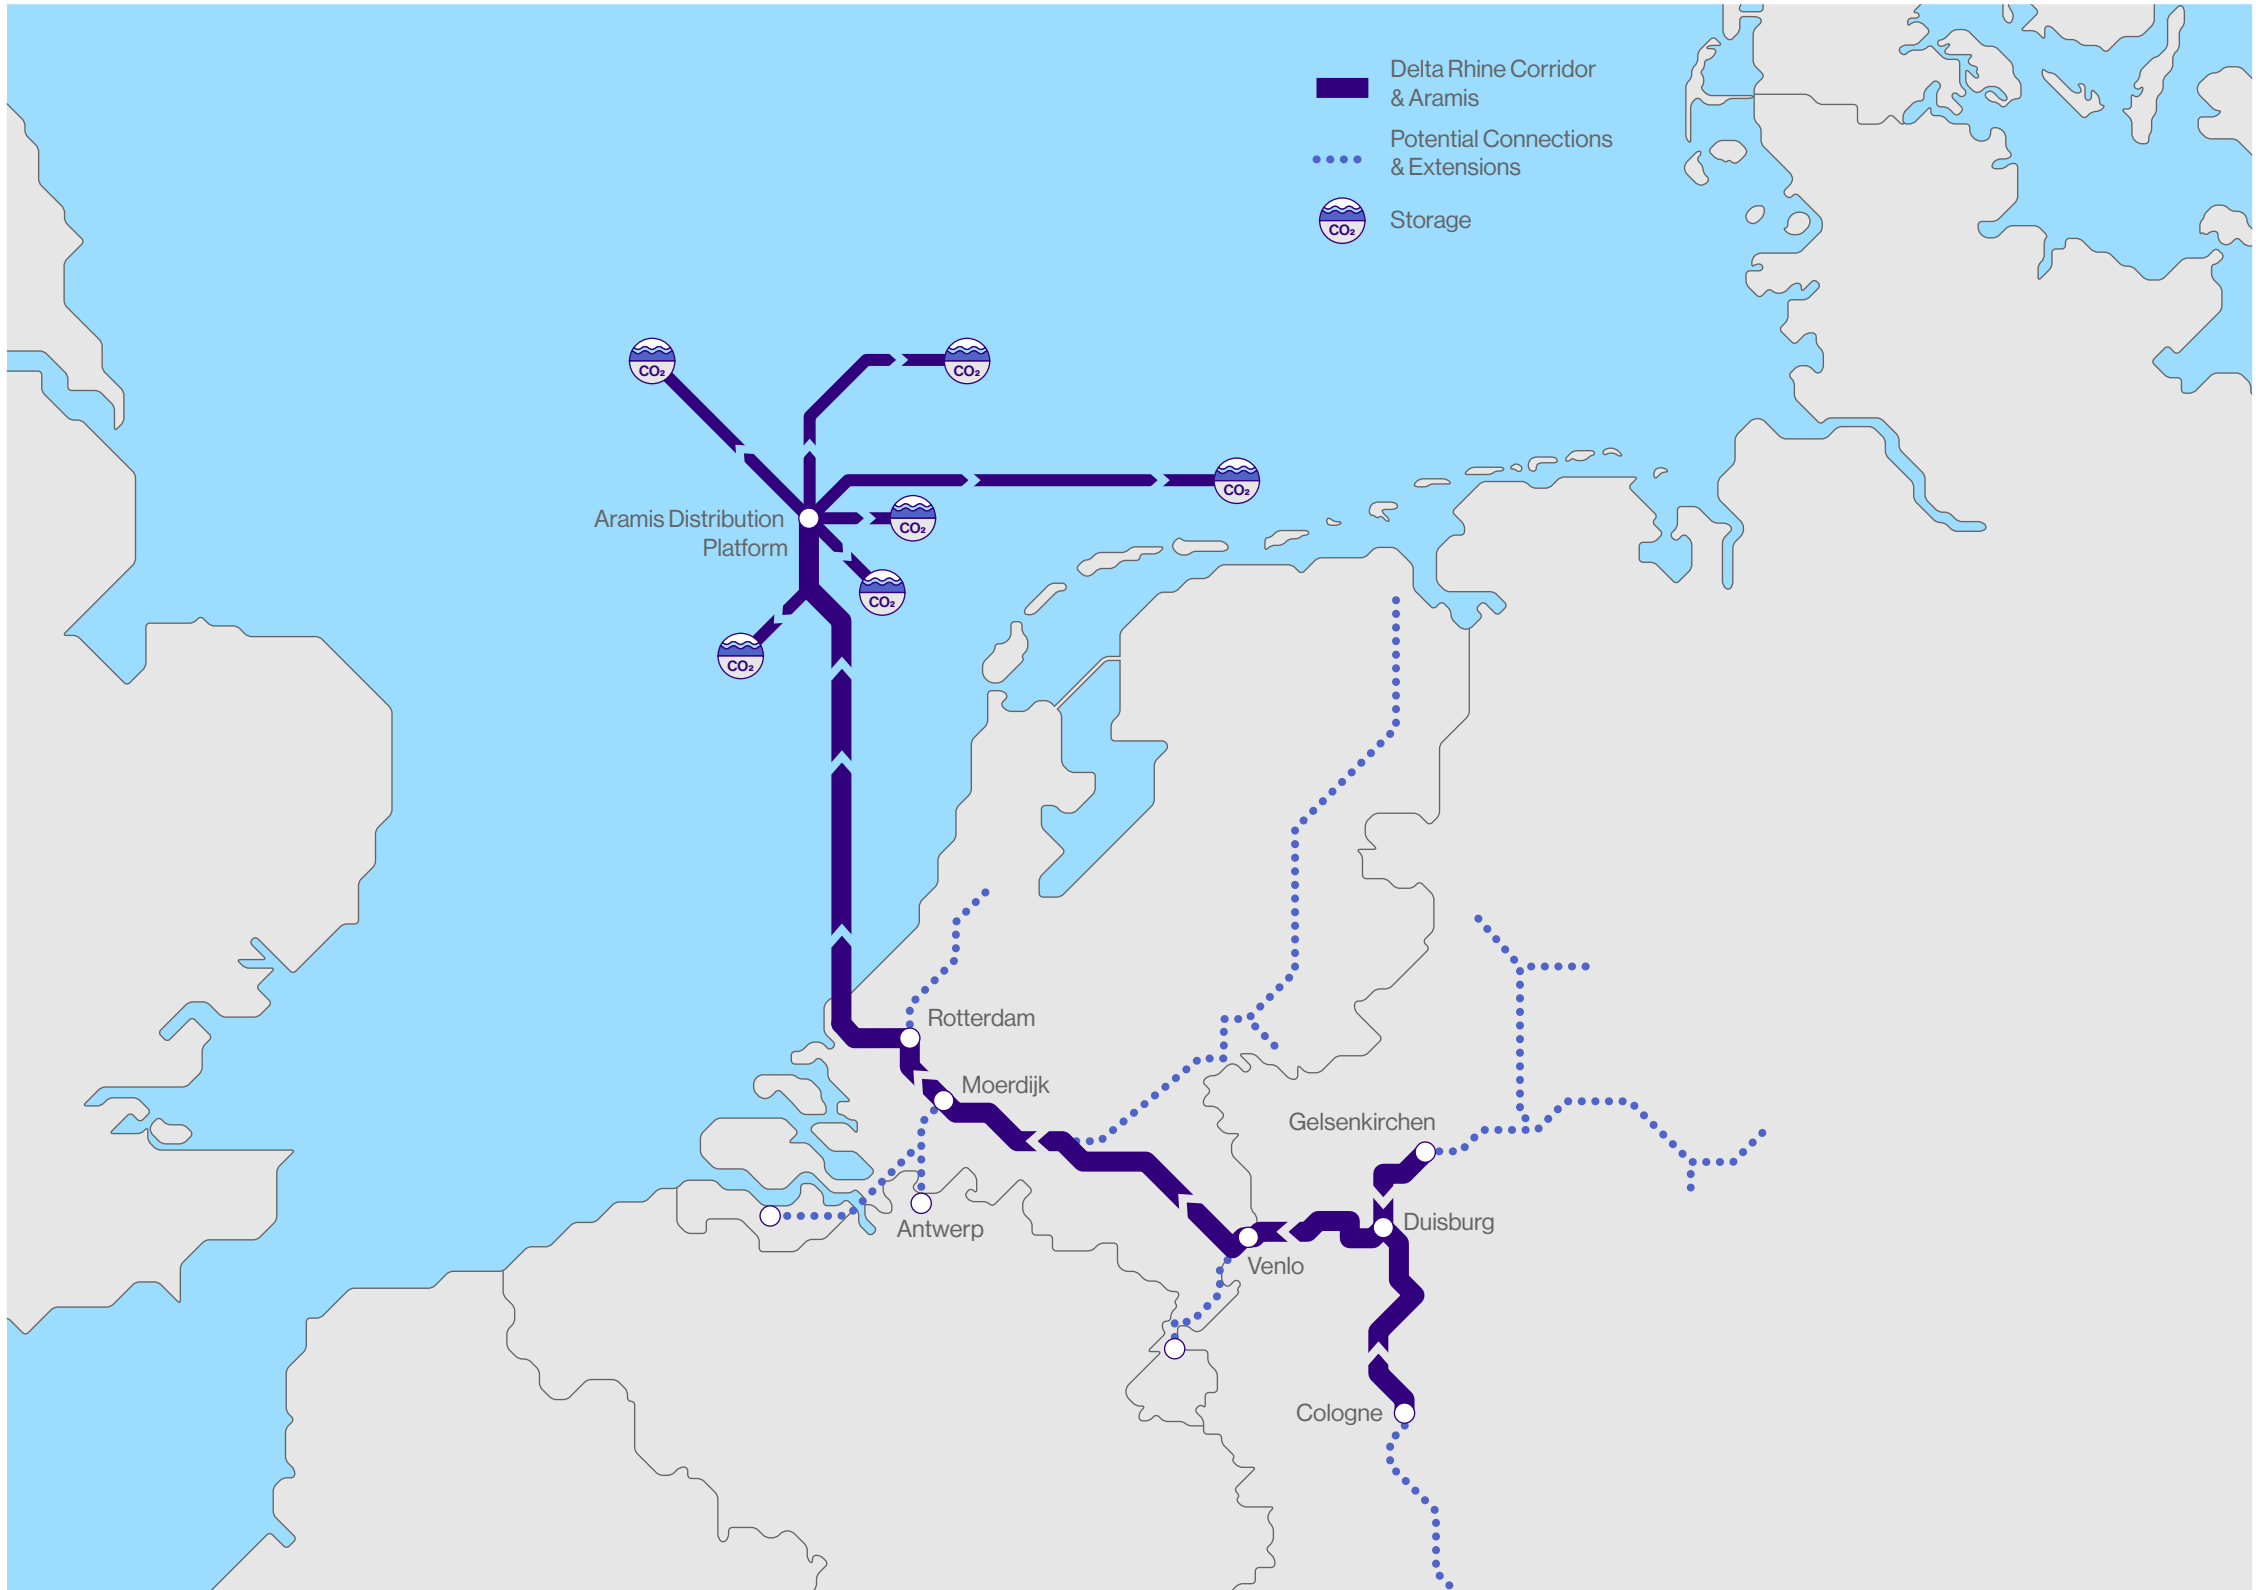 Delta Rhine Corridor
& Aramis
Potential Connections
& Extensions
CO₂
Storage
CO₂
CO₂
CO₂
CO₂
Aramis Distribution
Platform
CO₂
CO₂
Rotterdam
Moerdijk
Gelsenkirchen
Antwerp
Duisburg
Venlo
Cologne